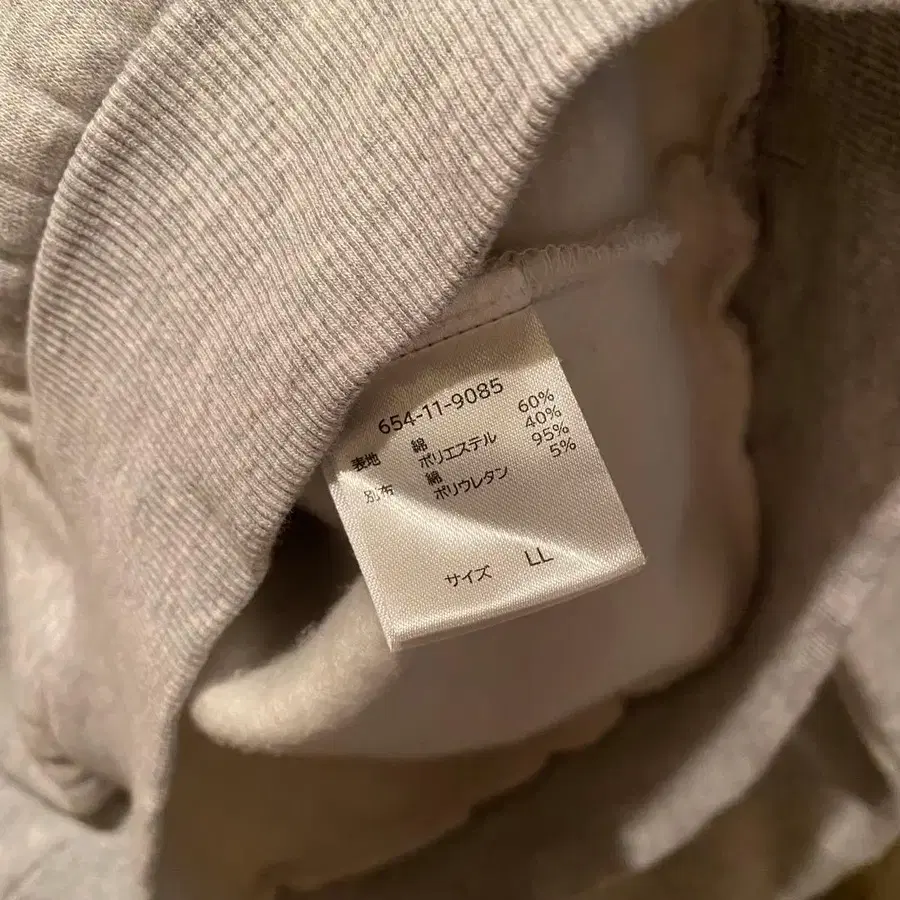 654-11-9085
表地 綿 60%
ポリエステル 40%
別布 綿 95%
ポリウレタン 5%
サイズ LL